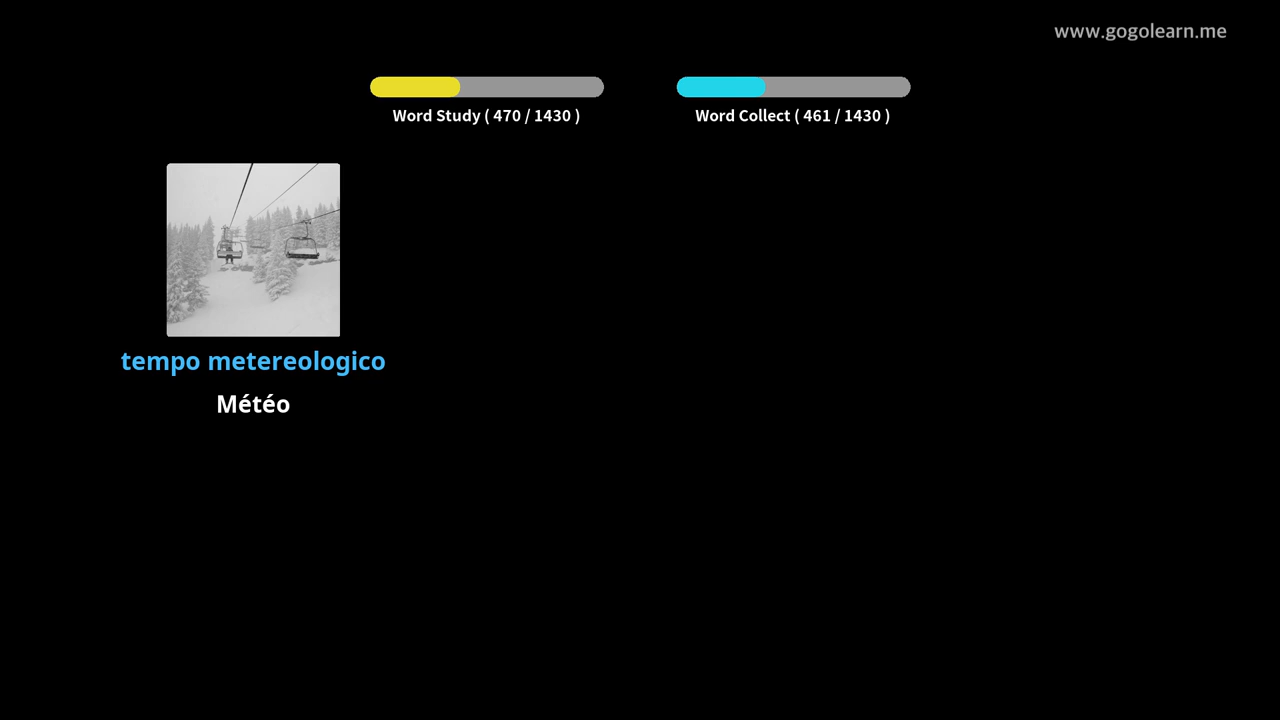 www.gogolearn.me
Word Study ( 470 / 1430 )
Word Collect ( 461 / 1430 )
tempo metereologico
Météo